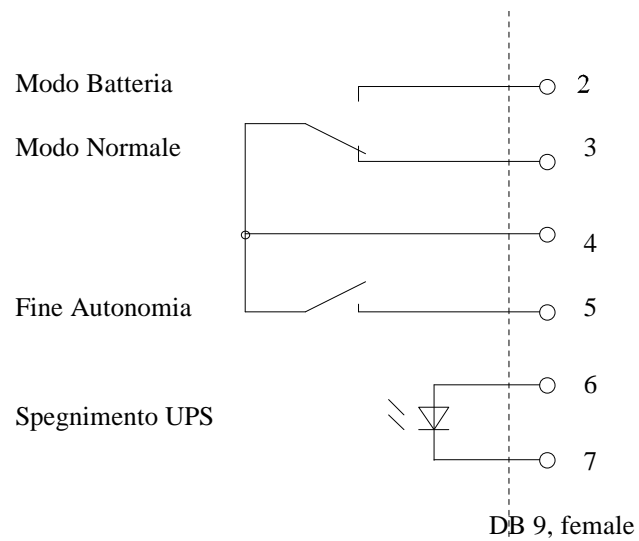 Modo Batteria 2
Modo Normale 3
4
Fine Autonomia 5
6
Spegnimento UPS
7
DB 9, female